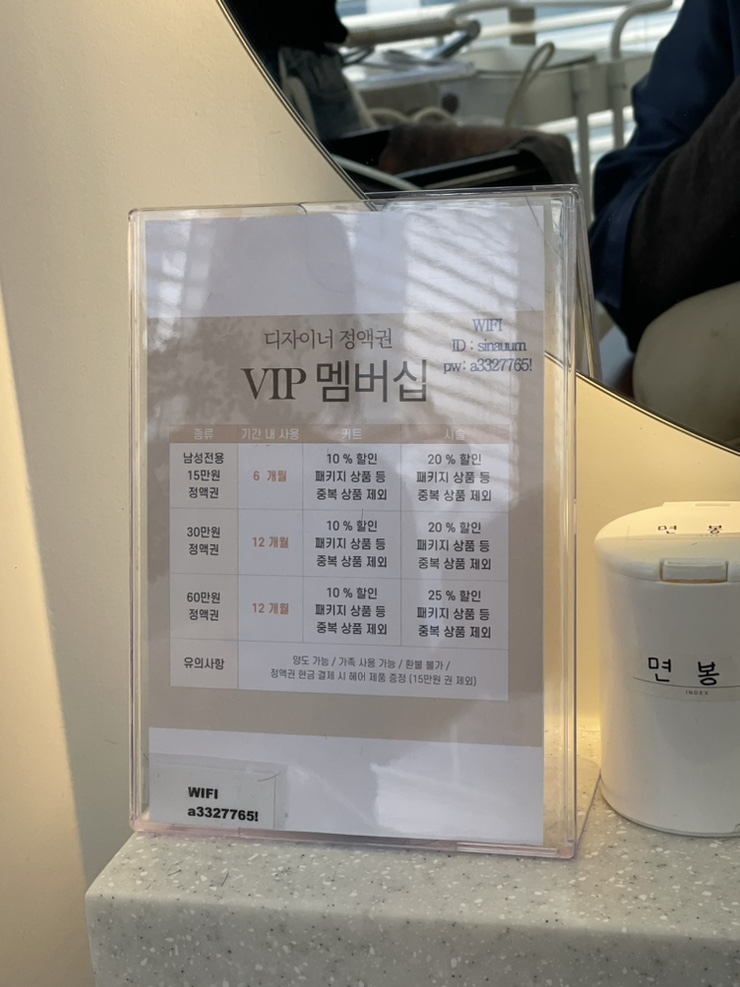 디자이너 정액권
VIP 멤버십
WIFI
ID : sinauum
pw: a3327765!
종류 기간 내 사용 커트 시술
남성전용
15만원
정액권
6 개월
10 % 할인
패키지 상품 등
중복 상품 제외
20 % 할인
패키지 상품 등
중복 상품 제외
30만원
정액권
12 개월
10 % 할인
패키지 상품 등
중복 상품 제외
20 % 할인
패키지 상품 등
중복 상품 제외
60만원
정액권
12 개월
10 % 할인
패키지 상품 등
중복 상품 제외
25 % 할인
패키지 상품 등
중복 상품 제외
유의사항
양도 가능 / 가족 사용 가능 / 환불 불가 /
정액권 현금 결제 시 헤어 제품 증정 (15만원 권 제외)
WIFI
a3327765!
면 봉
면 봉
INDEX